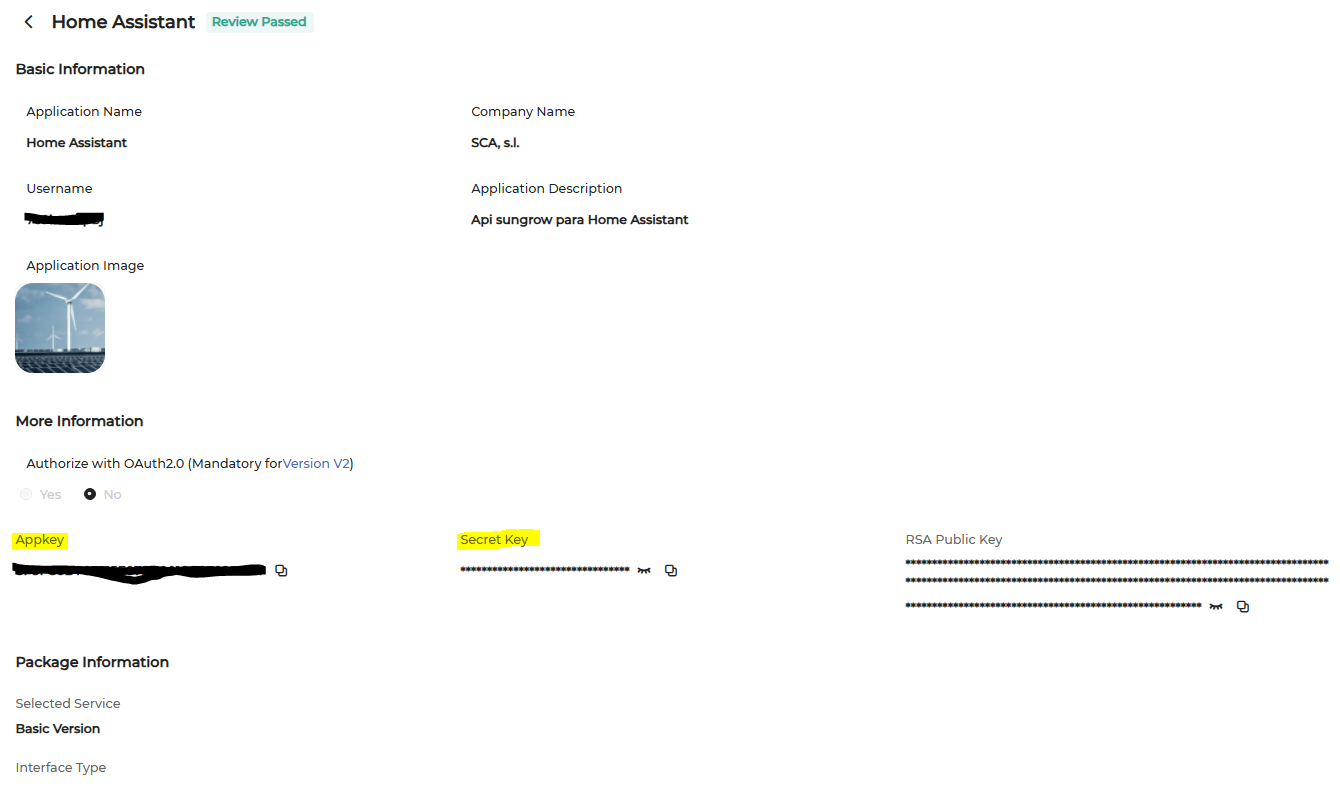 Home Assistant Review Passed
Basic Information
Application Name Company Name
Home Assistant SCA, s.l.
Username Application Description
Api sungrow para Home Assistant
Application Image
More Information
Authorize with OAuth2.0 (Mandatory forVersion V2)
Yes No
Appkey Secret Key RSA Public Key
Package Information
Selected Service
Basic Version
Interface Type